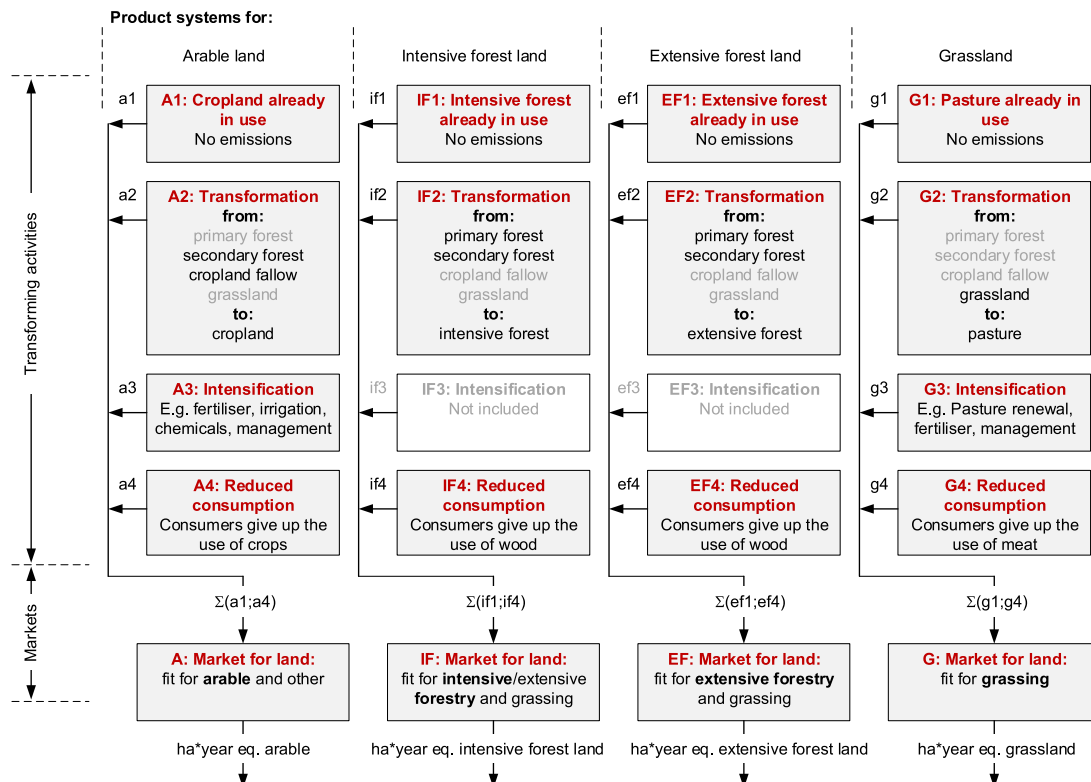 Product systems for:
Arable land
Intensive forest land
Extensive forest land
Grassland
Transforming activities
Markets
a1
A1: Cropland already
in use
No emissions
if1
IF1: Intensive forest
already in use
No emissions
ef1
EF1: Extensive forest
already in use
No emissions
g1
G1: Pasture already in
use
No emissions
a2
A2: Transformation
from:
primary forest
secondary forest
cropland fallow
grassland
to:
cropland
if2
IF2: Transformation
from:
primary forest
secondary forest
cropland fallow
grassland
to:
intensive forest
ef2
EF2: Transformation
from:
primary forest
secondary forest
cropland fallow
grassland
to:
extensive forest
g2
G2: Transformation
from:
primary forest
secondary forest
cropland fallow
grassland
to:
pasture
a3
A3: Intensification
E.g. fertiliser, irrigation,
chemicals, management
if3
IF3: Intensification
Not included
ef3
EF3: Intensification
Not included
g3
G3: Intensification
E.g. Pasture renewal,
fertiliser, management
a4
A4: Reduced
consumption
Consumers give up the
use of crops
if4
IF4: Reduced
consumption
Consumers give up the
use of wood
ef4
EF4: Reduced
consumption
Consumers give up the
use of wood
g4
G4: Reduced
consumption
Consumers give up the
use of meat
Σ(a1;a4)
Σ(if1;if4)
Σ(ef1;ef4)
Σ(g1;g4)
A: Market for land:
fit for arable and other
IF: Market for land:
fit for intensive/extensive
forestry and grassing
EF: Market for land:
fit for extensive forestry
and grassing
G: Market for land:
fit for grassing
ha*year eq. arable
ha*year eq. intensive forest land
ha*year eq. extensive forest land
ha*year eq. grassland